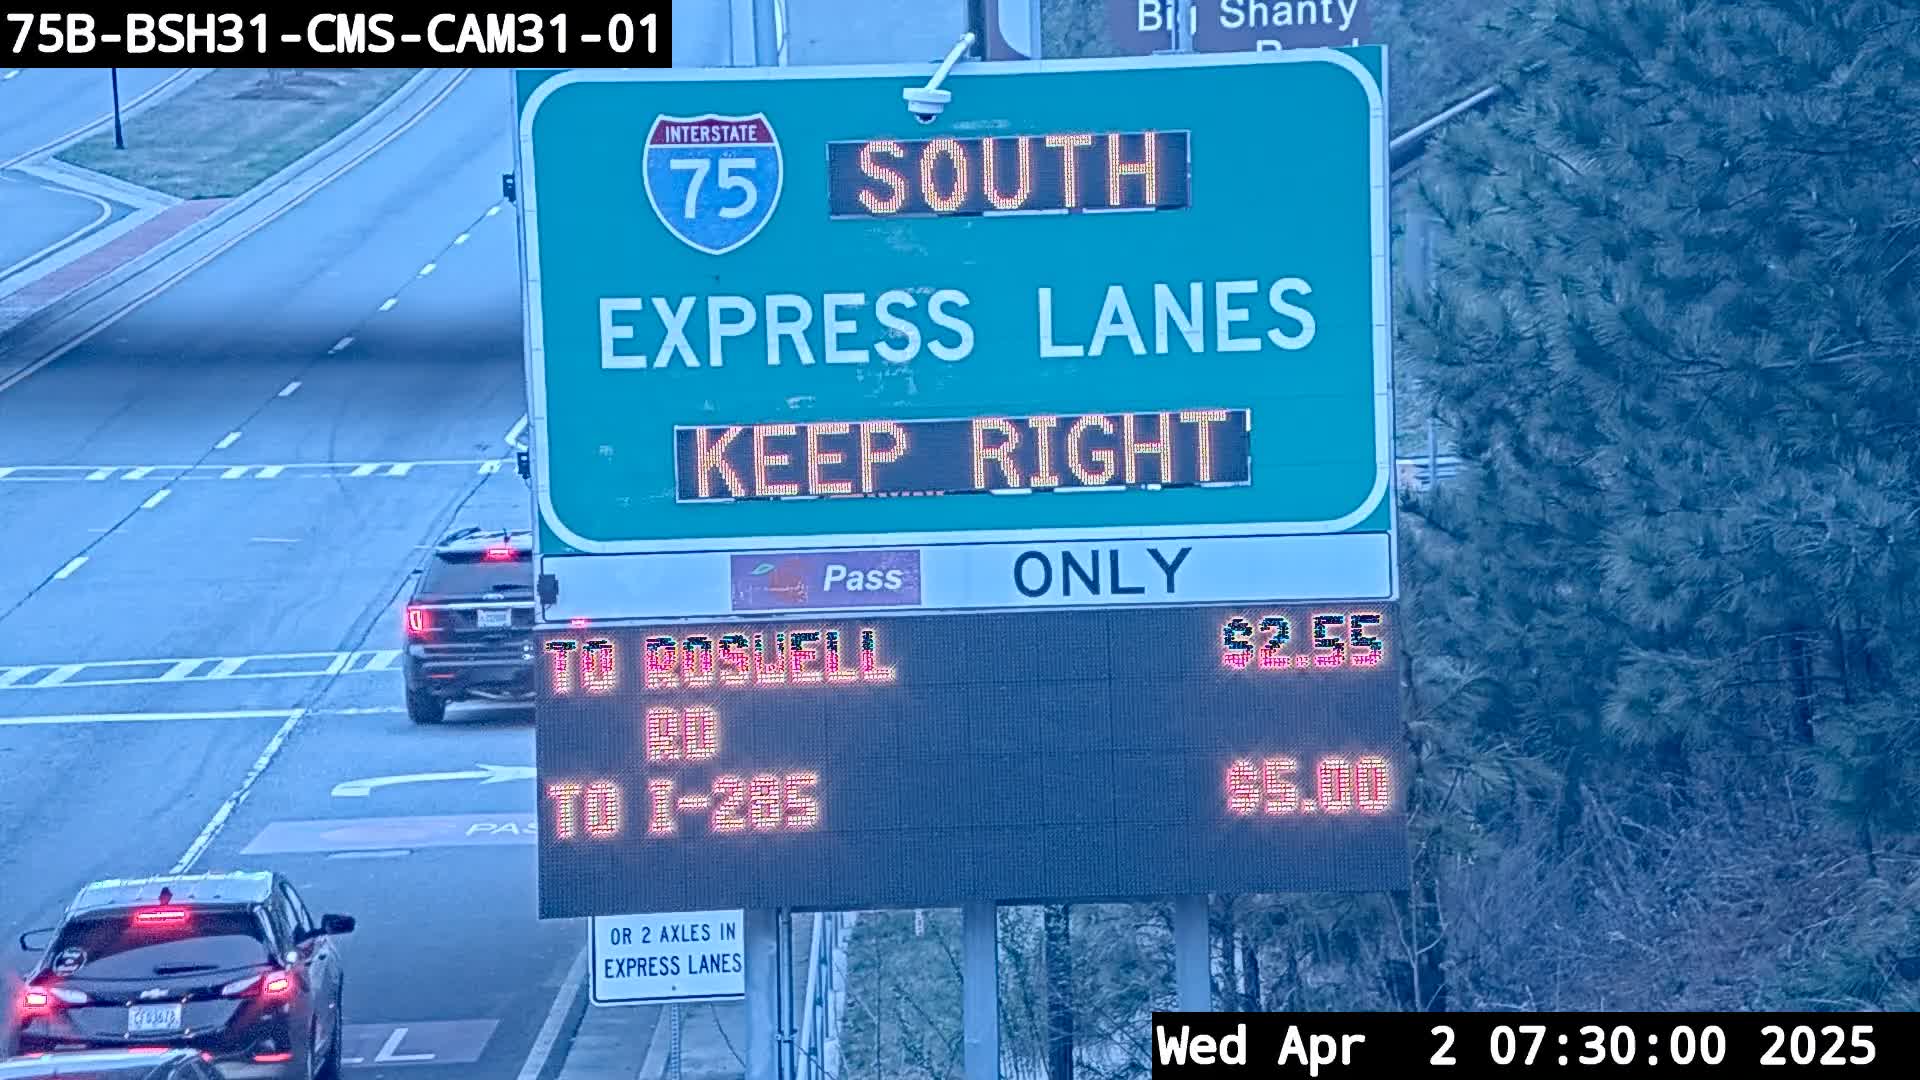 75B-BSH31-CMS-CAM31-01
Big Shanty
Road
INTERSTATE
75
SOUTH
EXPRESS LANES
KEEP RIGHT
Pass ONLY
TO ROSWELL $2.55
RD
TO I-285 $5.00
OR 2 AXLES IN
EXPRESS LANES
Wed Apr 2 07:30:00 2025